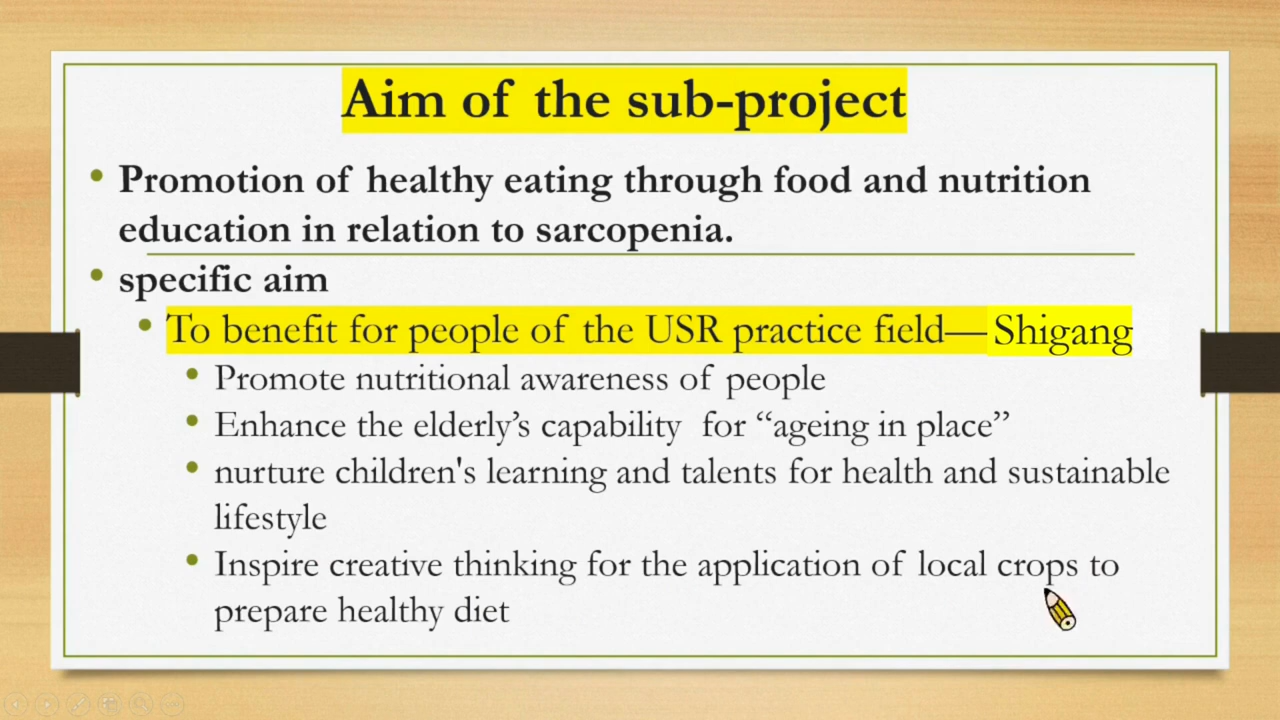 Aim of the sub-project
• Promotion of healthy eating through food and nutrition
education in relation to sarcopenia.
• specific aim
• To benefit for people of the USR practice field—Shigang
• Promote nutritional awareness of people
• Enhance the elderly’s capability for “ageing in place”
• nurture children's learning and talents for health and sustainable
lifestyle
• Inspire creative thinking for the application of local crops to
prepare healthy diet